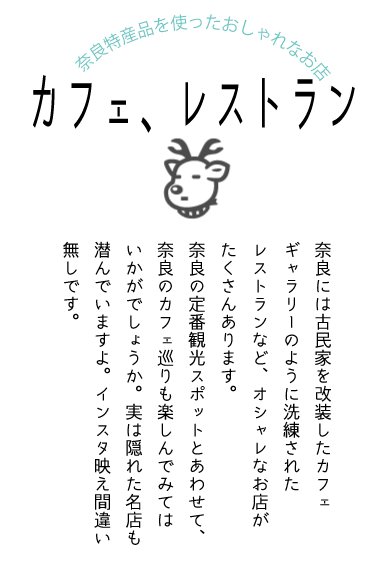 奈良特産品を使ったおしゃれなお店
カフェ、レストラン
奈良には古民家を改装したカフェ
ギャラリーのように洗練された
レストランなど、オシャレなお店が
たくさんあります。
奈良の定番観光スポットとあわせて、
奈良のカフェ巡りも楽しんでみては
いかがでしょうか。実は隠れた名店も
潜んでいますよ。インスタ映え間違い
無しです。